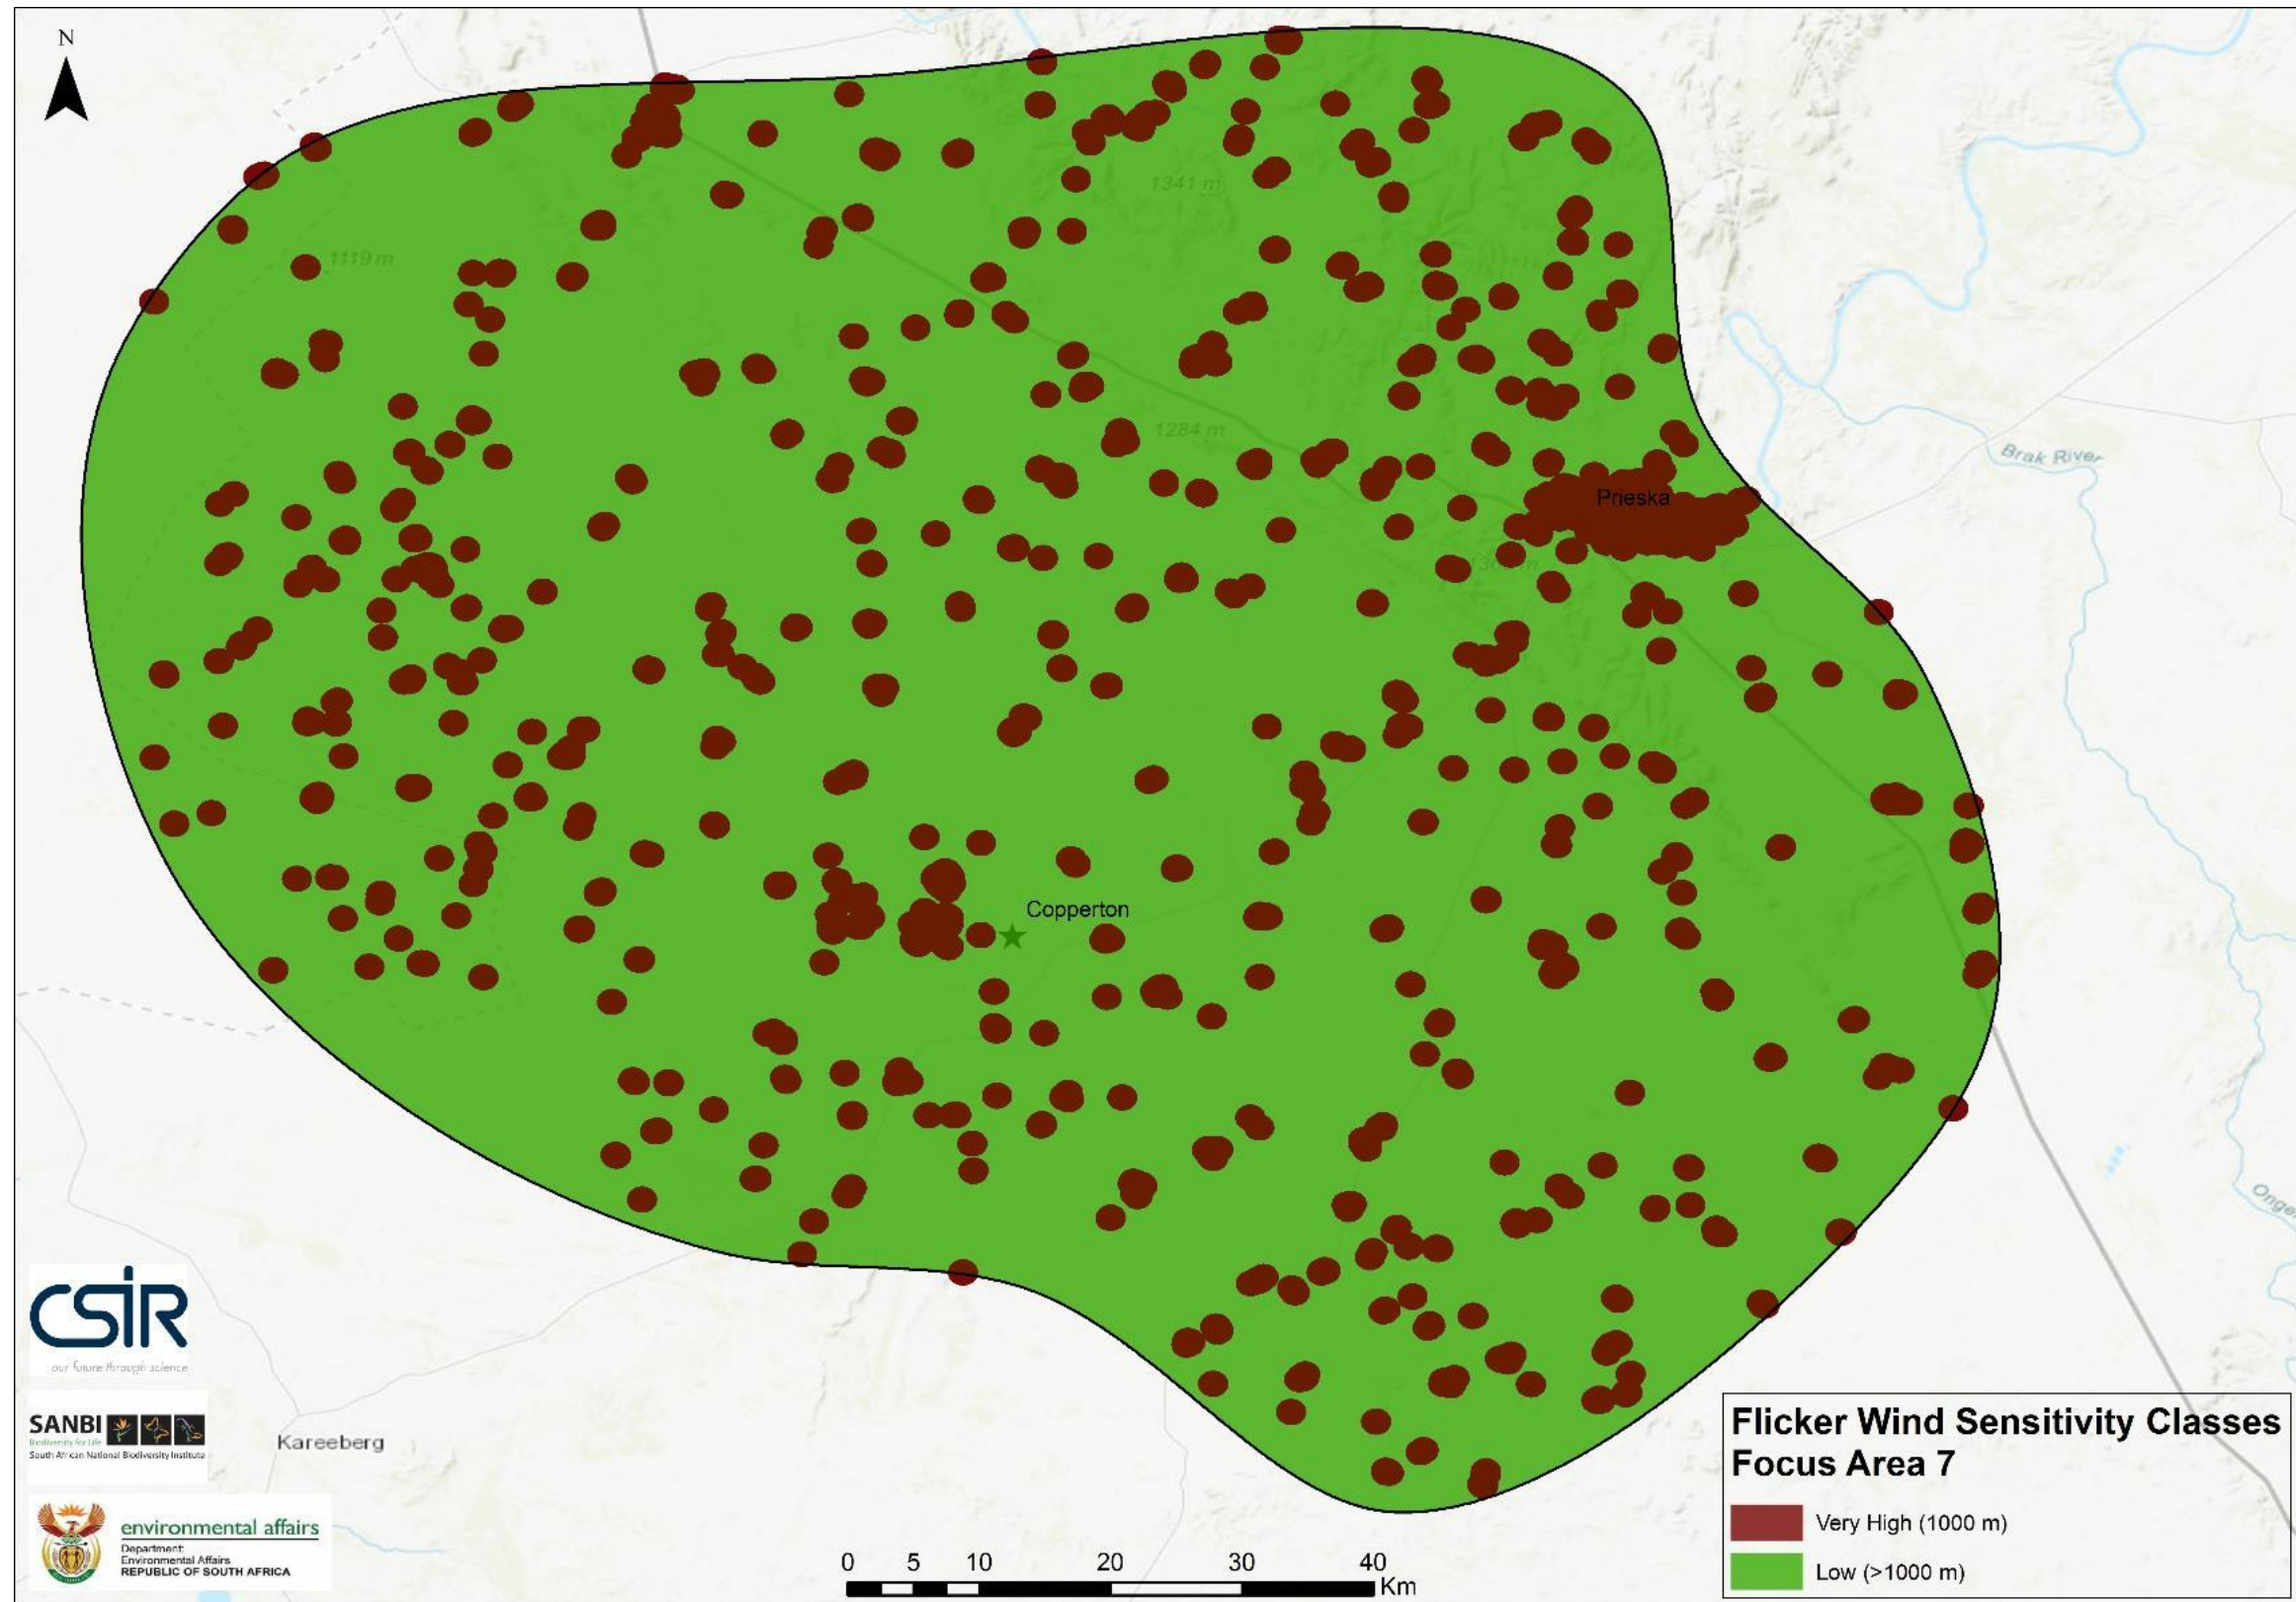 N
1341 m
1119 m
1284 m
Brak River
Prieska
Copperton
CSIR
our future through science
SANBI
Biodiversity for Life
South African National Biodiversity Institute
Kareeberg
environmental affairs
Department:
Environmental Affairs
REPUBLIC OF SOUTH AFRICA
0 5 10 20 30 40
Km
Flicker Wind Sensitivity Classes
Focus Area 7
Very High (1000 m)
Low (>1000 m)